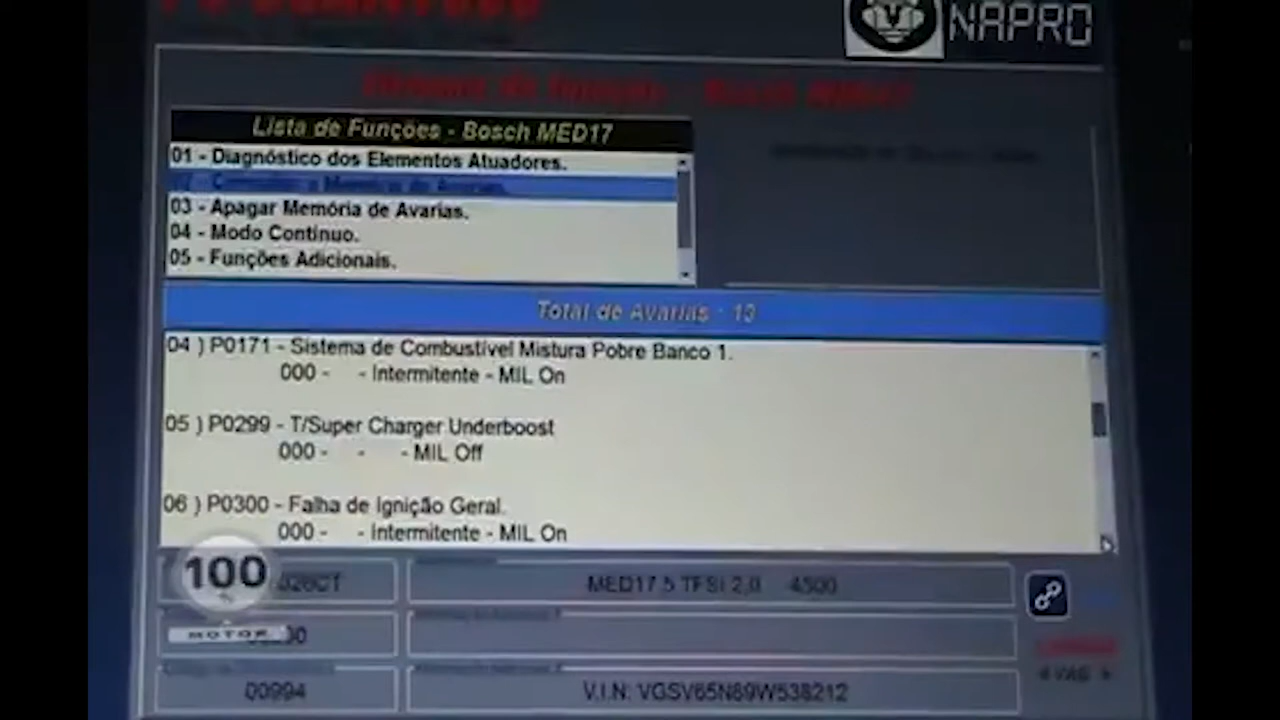 NAPRO
Lista de Funções - Bosch MED17
01 - Diagnóstico dos Elementos Atuadores.
03 - Apagar Memória de Avarias.
04 - Modo Contínuo.
05 - Funções Adicionais.
Total de Avarias : 13
04 ) P0171 - Sistema de Combustível Mistura Pobre Banco 1.
000 - - Intermitente - MIL On
05 ) P0299 - T/Super Charger Underboost
000 - - - MIL Off
06 ) P0300 - Falha de Ignição Geral.
000 - - Intermitente - MIL On
100
MED17.5 TFSI 2,0 4500
MOTOR
00994
V.I.N: VGSV65N89W538212